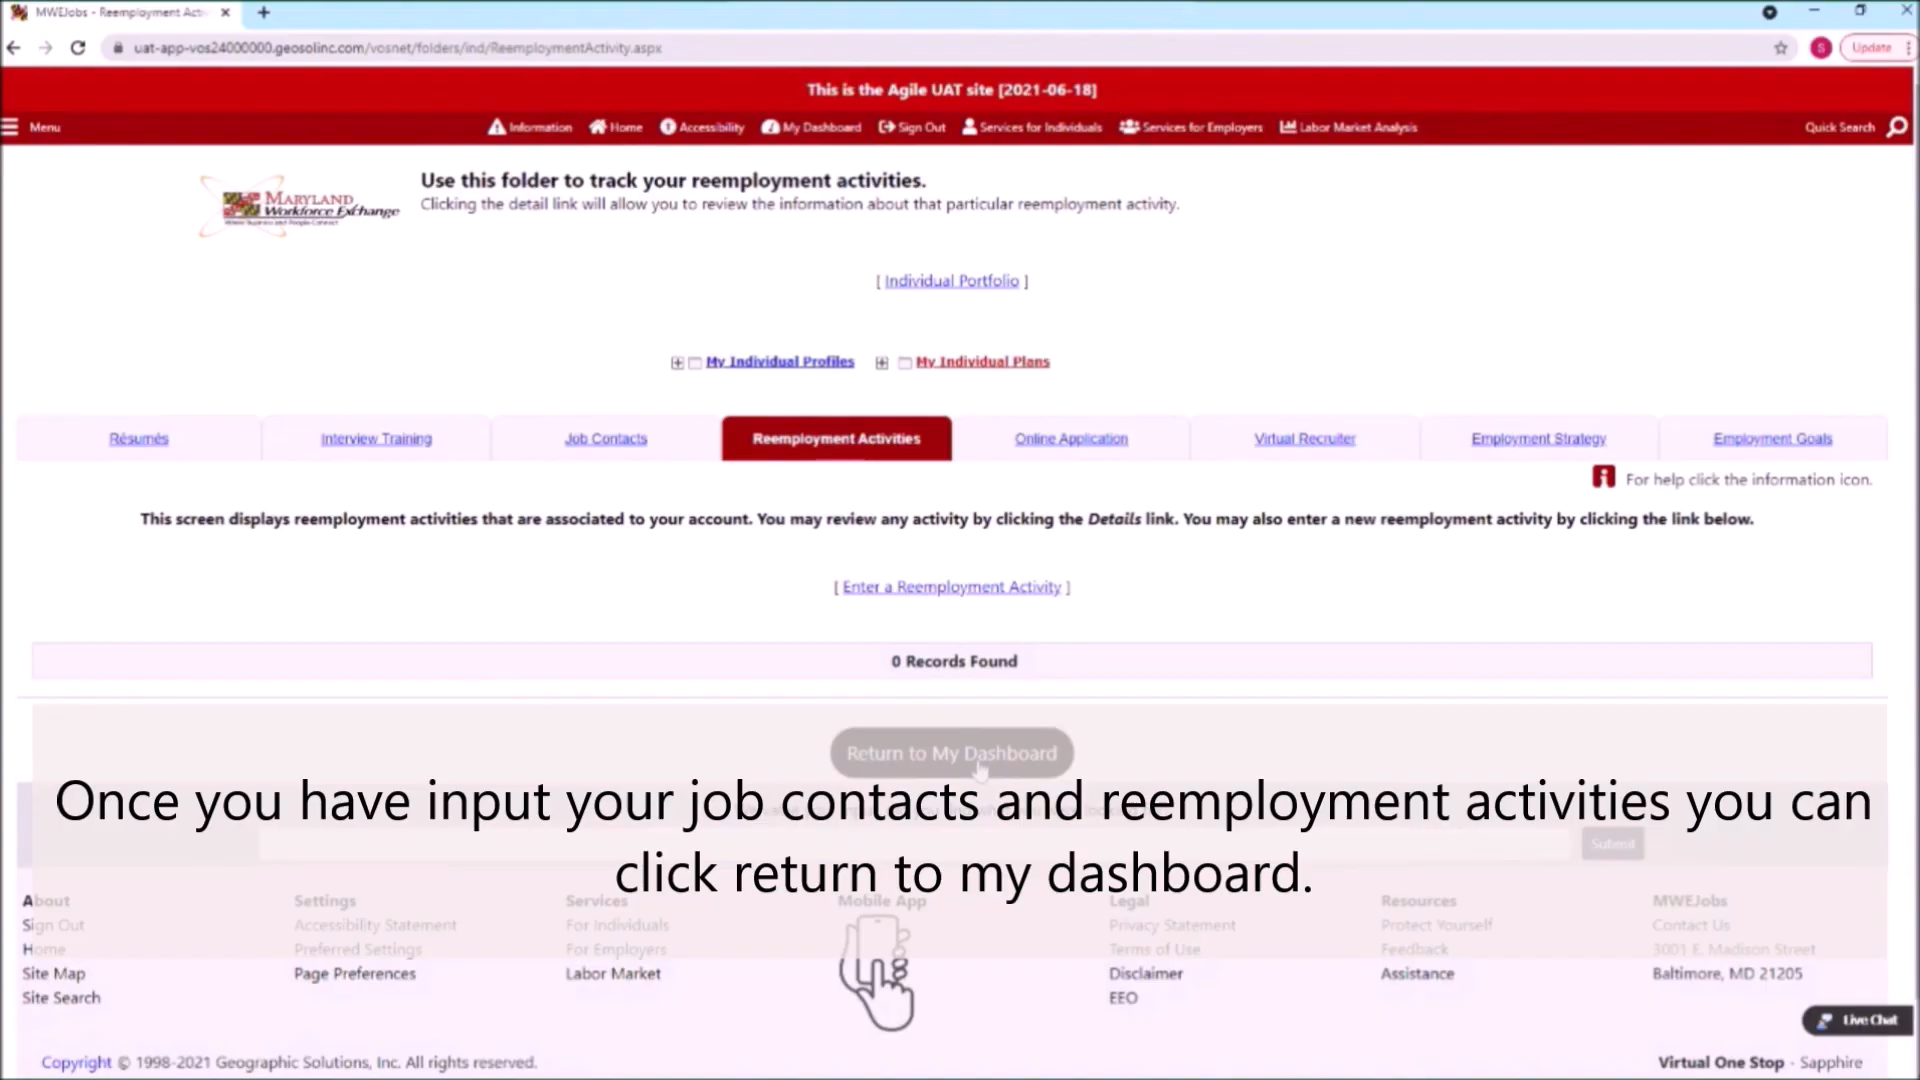 MWEJobs - Reemployment Acti
uat-app-vos24000000.geosolinc.com/vosnet/folders/ind/ReemploymentActivity.aspx
S
Update
This is the Agile UAT site [2021-06-18]
Menu
Information Home Accessibility My Dashboard Sign Out Services for Individuals Services for Employers Labor Market Analysis
Quick Search
MARYLAND
Workforce Exchange
Where Business and People Connect
Use this folder to track your reemployment activities.
Clicking the detail link will allow you to review the information about that particular reemployment activity.
[ Individual Portfolio ]
My Individual Profiles My Individual Plans
Résumés Interview Training Job Contacts Reemployment Activities Online Application Virtual Recruiter Employment Strategy Employment Goals
For help click the information icon.
This screen displays reemployment activities that are associated to your account. You may review any activity by clicking the Details link. You may also enter a new reemployment activity by clicking the link below.
[ Enter a Reemployment Activity ]
0 Records Found
Return to My Dashboard
Once you have input your job contacts and reemployment activities you can
click return to my dashboard.
Submit
About Settings Services Mobile App Legal Resources MWEJobs
Sign Out Accessibility Statement For Individuals Privacy Statement Protect Yourself Contact Us
Home Preferred Settings For Employers Terms of Use Feedback 3001 E. Madison Street
Site Map Page Preferences Labor Market Disclaimer Assistance Baltimore, MD 21205
Site Search EEO
Live Chat
Copyright © 1998-2021 Geographic Solutions, Inc. All rights reserved.
Virtual One Stop - Sapphire